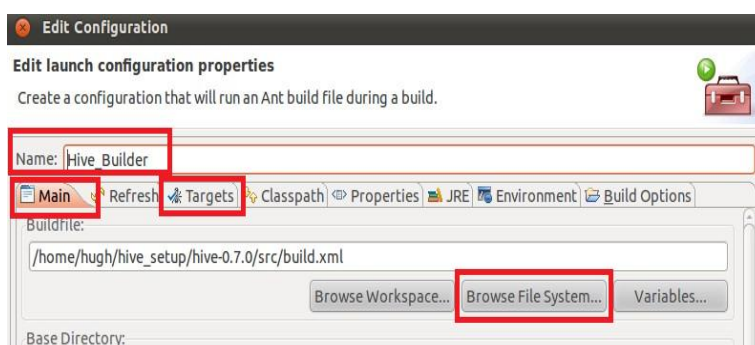 Edit Configuration
Edit launch configuration properties
Create a configuration that will run an Ant build file during a build.
Name: Hive_Builder
Main Refresh Targets Classpath Properties JRE Environment Build Options
Buildfile:
/home/hugh/hive_setup/hive-0.7.0/src/build.xml
Browse Workspace... Browse File System... Variables...
Base Directory: